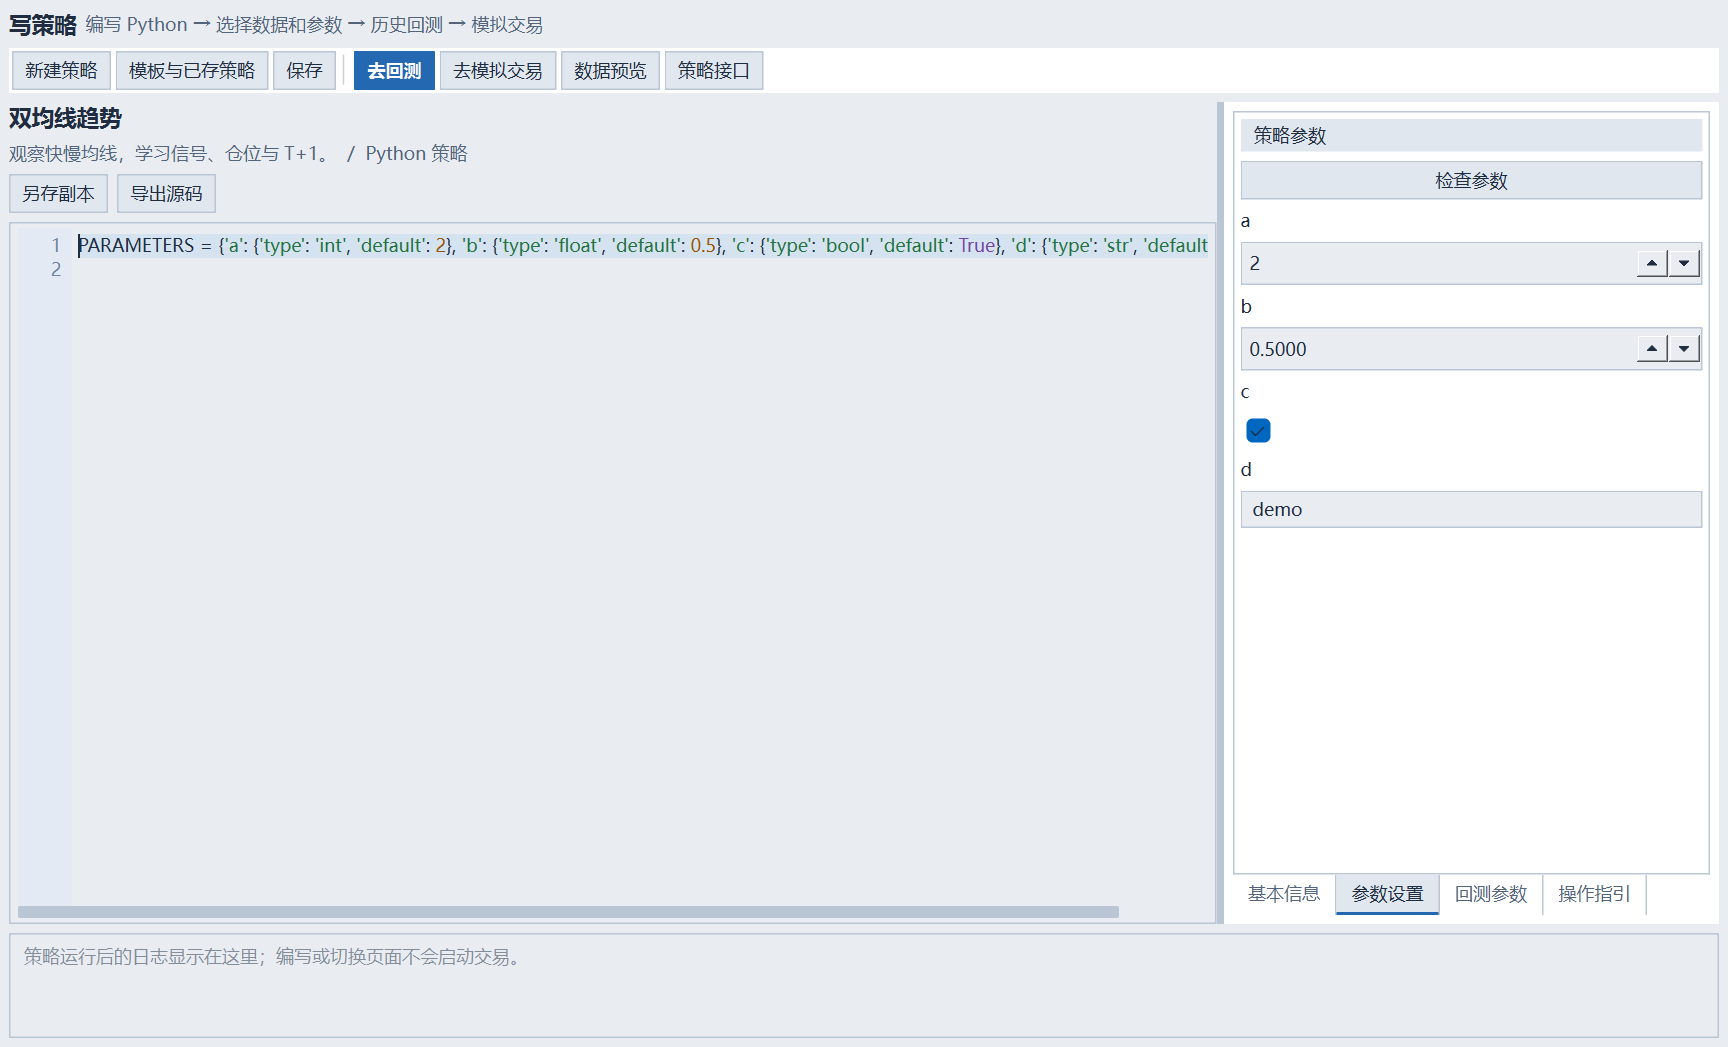 写策略 编写 Python → 选择数据和参数 → 历史回测 → 模拟交易
新建策略 模板与已存策略 保存 去回测 去模拟交易 数据预览 策略接口
双均线趋势
观察快慢均线，学习信号、仓位与 T+1。 / Python 策略
另存副本 导出源码
1 PARAMETERS = {'a': {'type': 'int', 'default': 2}, 'b': {'type': 'float', 'default': 0.5}, 'c': {'type': 'bool', 'default': True}, 'd': {'type': 'str', 'default
2
策略参数
检查参数
a
2
b
0.5000
c
d
demo
基本信息 参数设置 回测参数 操作指引
策略运行后的日志显示在这里；编写或切换页面不会启动交易。